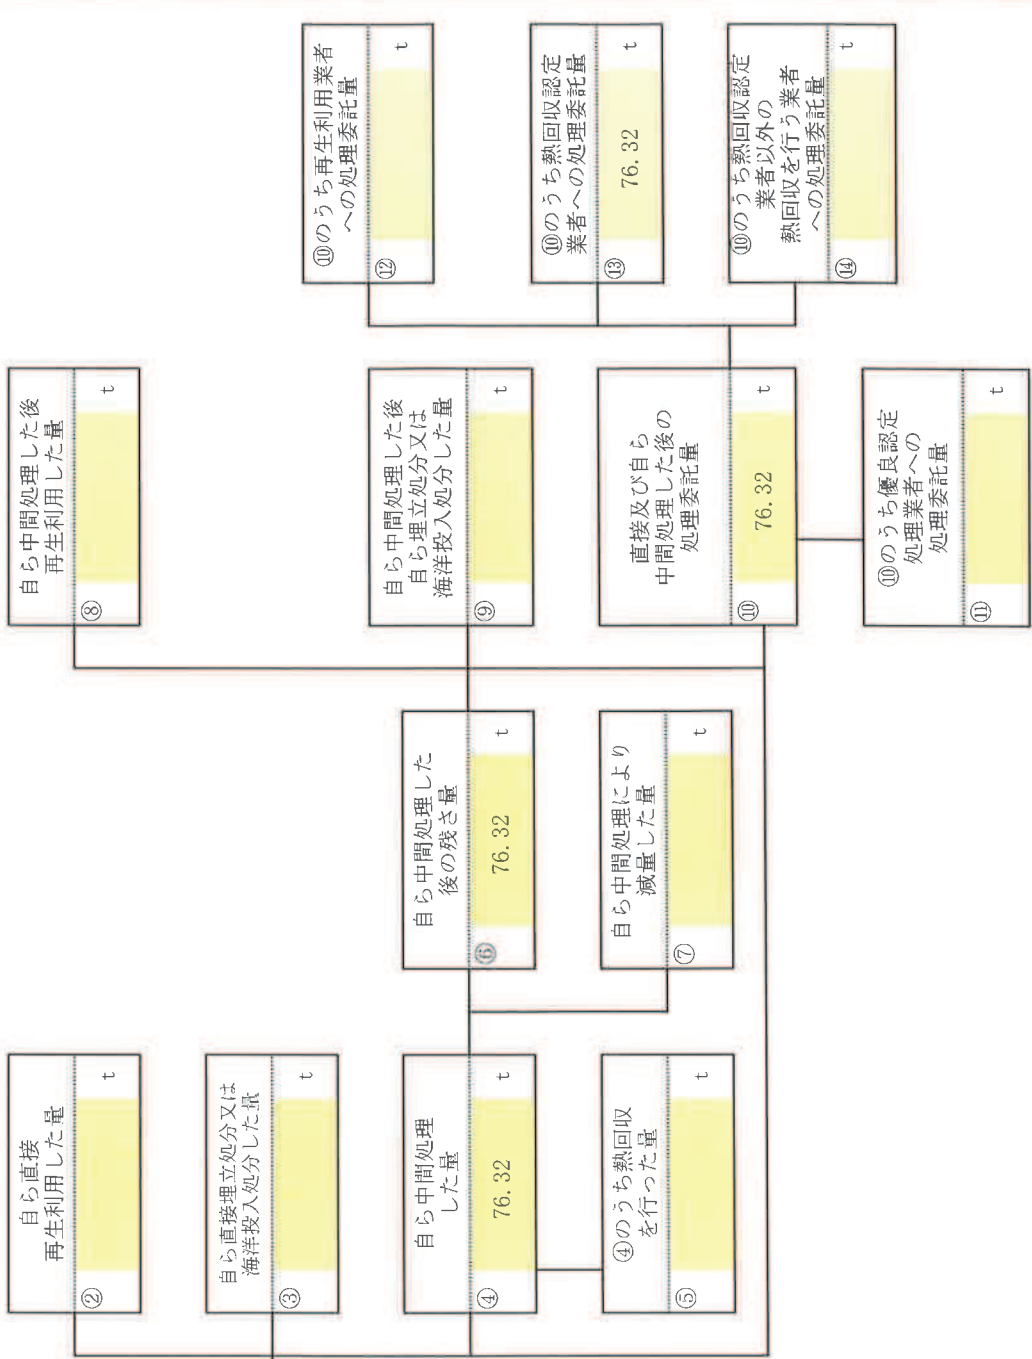 自ら直接
再生利用した量
②
t
自ら直接埋立処分又は
海洋投入処分した量
③
t
自ら中間処理
した量
④
76.32
t
④のうち熱回収
を行った量
⑤
t
自ら中間処理した
後の残さ量
⑥
76.32
t
自ら中間処理により
減量した量
⑦
t
自ら中間処理した後
再生利用した量
⑧
t
自ら中間処理した後
自ら埋立処分又は
海洋投入処分した量
⑨
t
直接及び自ら
中間処理した後の
処理委託量
⑩
76.32
t
⑩のうち優良認定
処理業者への
処理委託量
⑪
t
⑩のうち再生利用業者
への処理委託量
⑫
t
⑩のうち熱回収認定
業者への処理委託量
⑬
76.32
t
⑩のうち熱回収認定
業者以外の
熱回収を行う業者
への処理委託量
⑭
t